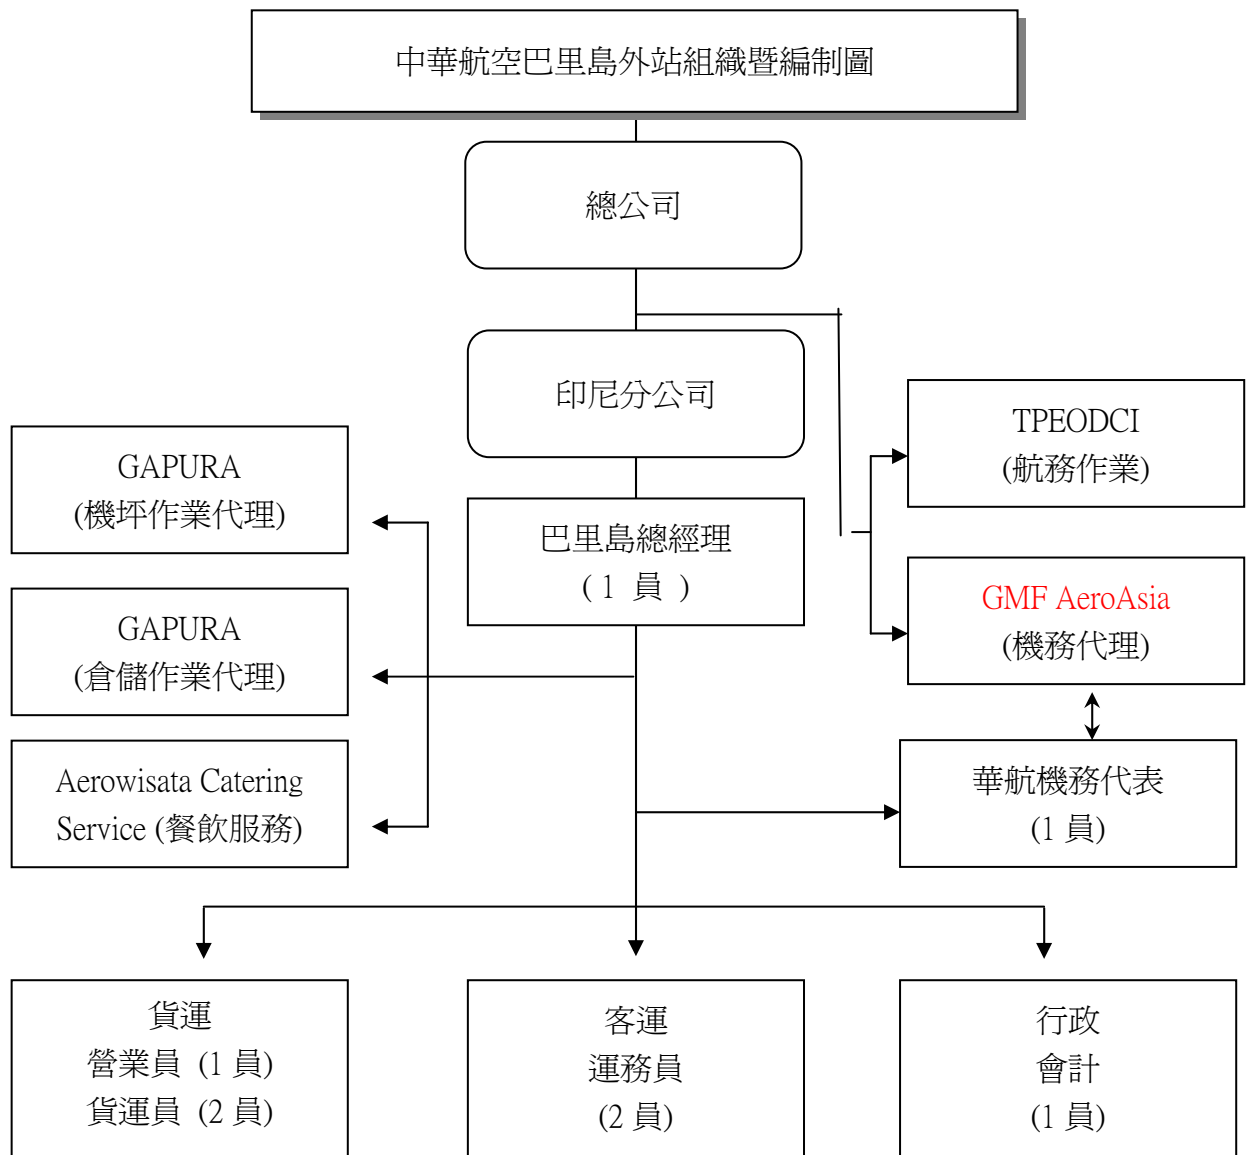 中華航空巴里島外站組織暨編制圖
總公司
印尼分公司
TPEODCI
(航務作業)
GAPURA
(機坪作業代理)
巴里島總經理
( 1 員 )
GMF AeroAsia
(機務代理)
GAPURA
(倉儲作業代理)
Aerowisata Catering
Service (餐飲服務)
華航機務代表
(1 員)
貨運
營業員 (1 員)
貨運員 (2 員)
客運
運務員
(2 員)
行政
會計
(1 員)